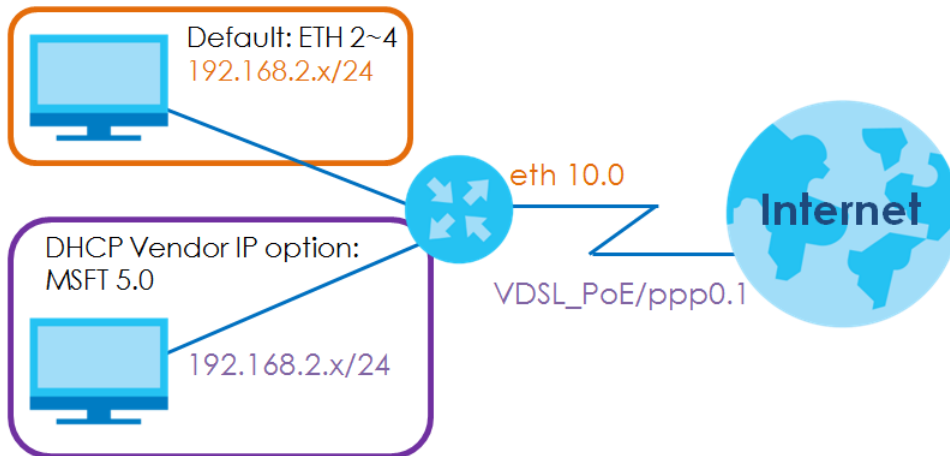 Default: ETH 2~4
192.168.2.x/24
eth 10.0
Internet
DHCP Vendor IP option:
MSFT 5.0
VDSL_PoE/ppp0.1
192.168.2.x/24